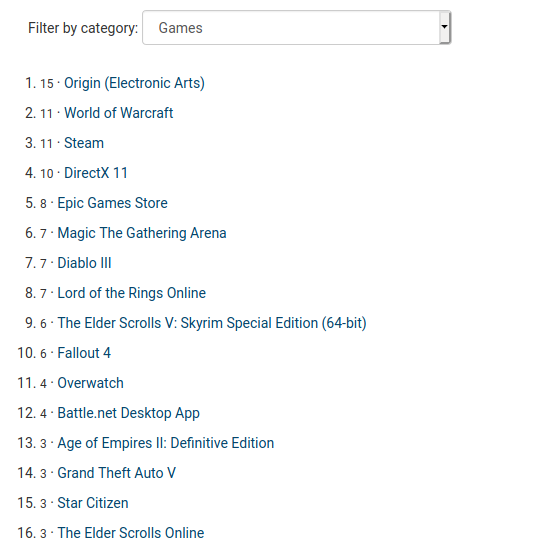 Filter by category: Games
1. 15 · Origin (Electronic Arts)
2. 11 · World of Warcraft
3. 11 · Steam
4. 10 · DirectX 11
5. 8 · Epic Games Store
6. 7 · Magic The Gathering Arena
7. 7 · Diablo III
8. 7 · Lord of the Rings Online
9. 6 · The Elder Scrolls V: Skyrim Special Edition (64-bit)
10. 6 · Fallout 4
11. 4 · Overwatch
12. 4 · Battle.net Desktop App
13. 3 · Age of Empires II: Definitive Edition
14. 3 · Grand Theft Auto V
15. 3 · Star Citizen
16. 3 · The Elder Scrolls Online